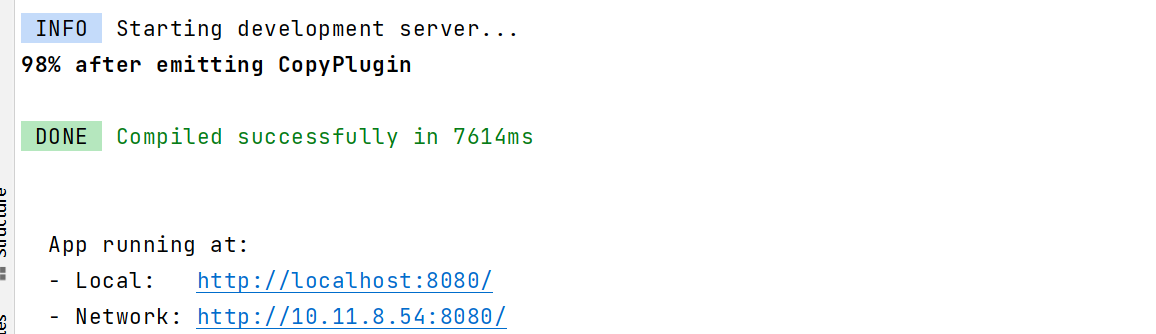 INFO Starting development server...
98% after emitting CopyPlugin
DONE Compiled successfully in 7614ms
App running at:
- Local: http://localhost:8080/
- Network: http://10.11.8.54:8080/
Structure